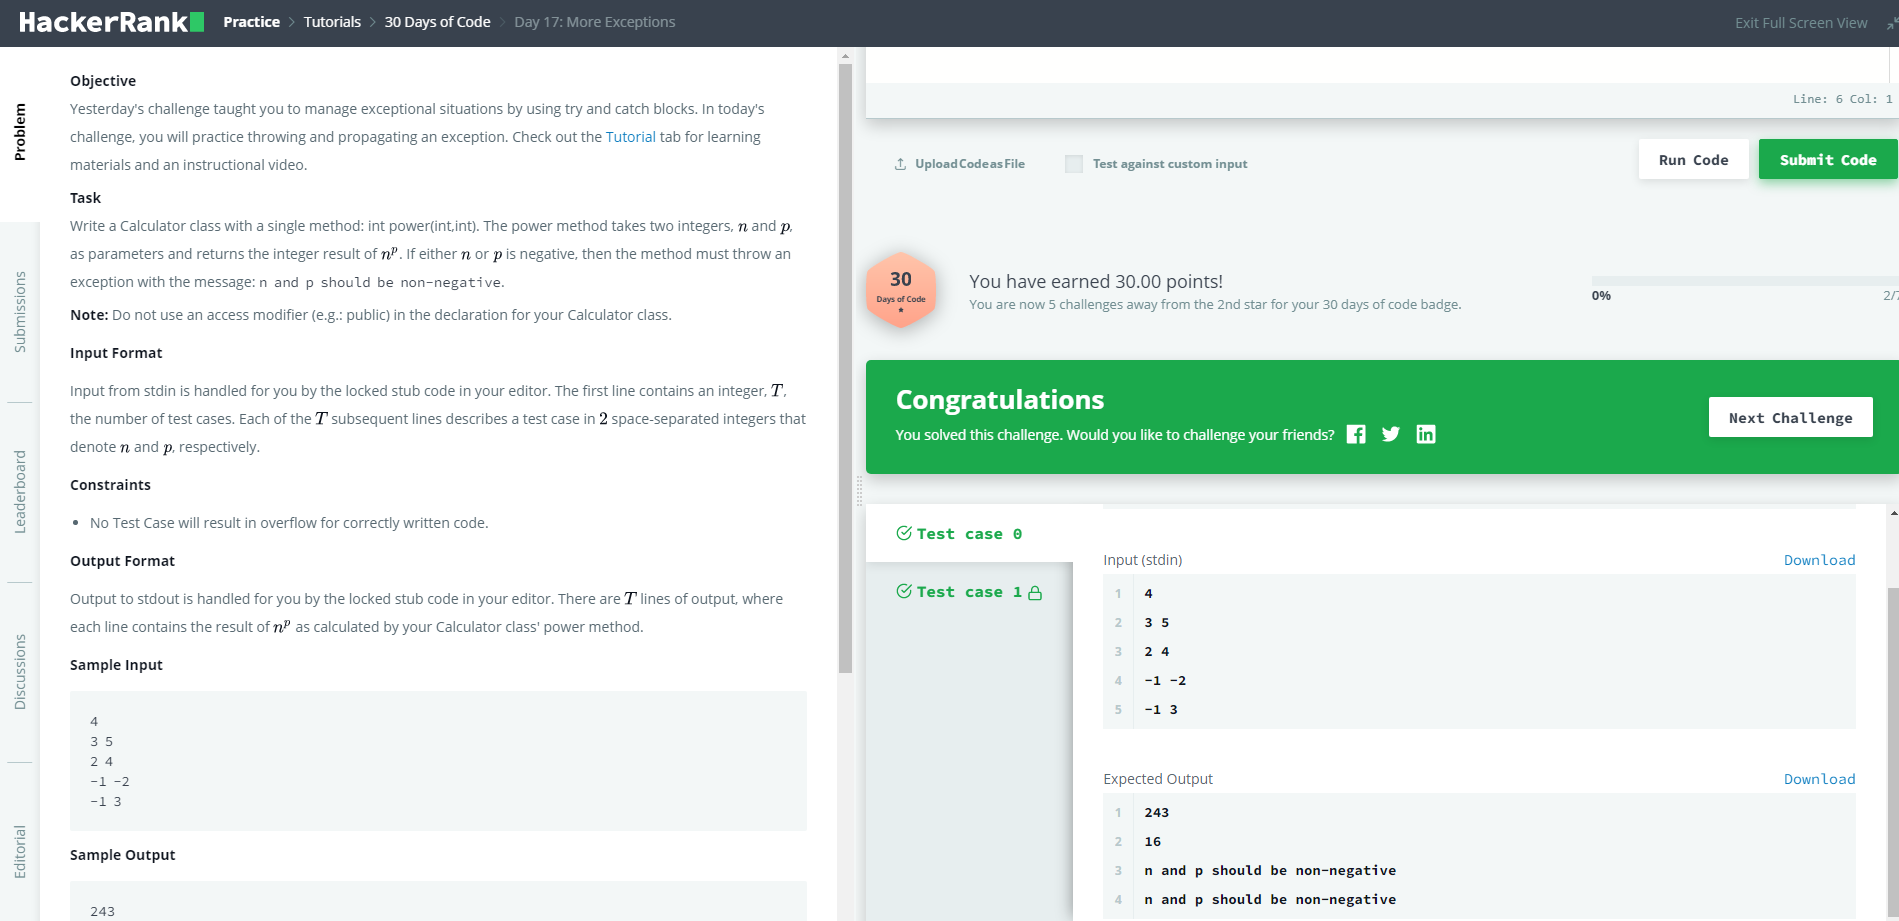 HackerRank Practice > Tutorials > 30 Days of Code > Day 17: More Exceptions
Exit Full Screen View
Problem
Submissions
Leaderboard
Discussions
Editorial
Objective
Yesterday's challenge taught you to manage exceptional situations by using try and catch blocks. In today's
challenge, you will practice throwing and propagating an exception. Check out the Tutorial tab for learning
materials and an instructional video.
Task
Write a Calculator class with a single method: int power(int,int). The power method takes two integers, n and p,
as parameters and returns the integer result of n^p. If either n or p is negative, then the method must throw an
exception with the message: n and p should be non-negative.
Note: Do not use an access modifier (e.g.: public) in the declaration for your Calculator class.
Input Format
Input from stdin is handled for you by the locked stub code in your editor. The first line contains an integer, T,
the number of test cases. Each of the T subsequent lines describes a test case in 2 space-separated integers that
denote n and p, respectively.
Constraints
• No Test Case will result in overflow for correctly written code.
Output Format
Output to stdout is handled for you by the locked stub code in your editor. There are T lines of output, where
each line contains the result of n^p as calculated by your Calculator class' power method.
Sample Input
4
3 5
2 4
-1 -2
-1 3
Sample Output
243
Line: 6 Col: 1
Upload Code as File
Test against custom input
Run Code
Submit Code
30
Days of Code
You have earned 30.00 points!
You are now 5 challenges away from the 2nd star for your 30 days of code badge.
0%
2/7
Congratulations
You solved this challenge. Would you like to challenge your friends?
Next Challenge
Test case 0
Test case 1
Input (stdin)
Download
1 4
2 3 5
3 2 4
4 -1 -2
5 -1 3
Expected Output
Download
1 243
2 16
3 n and p should be non-negative
4 n and p should be non-negative